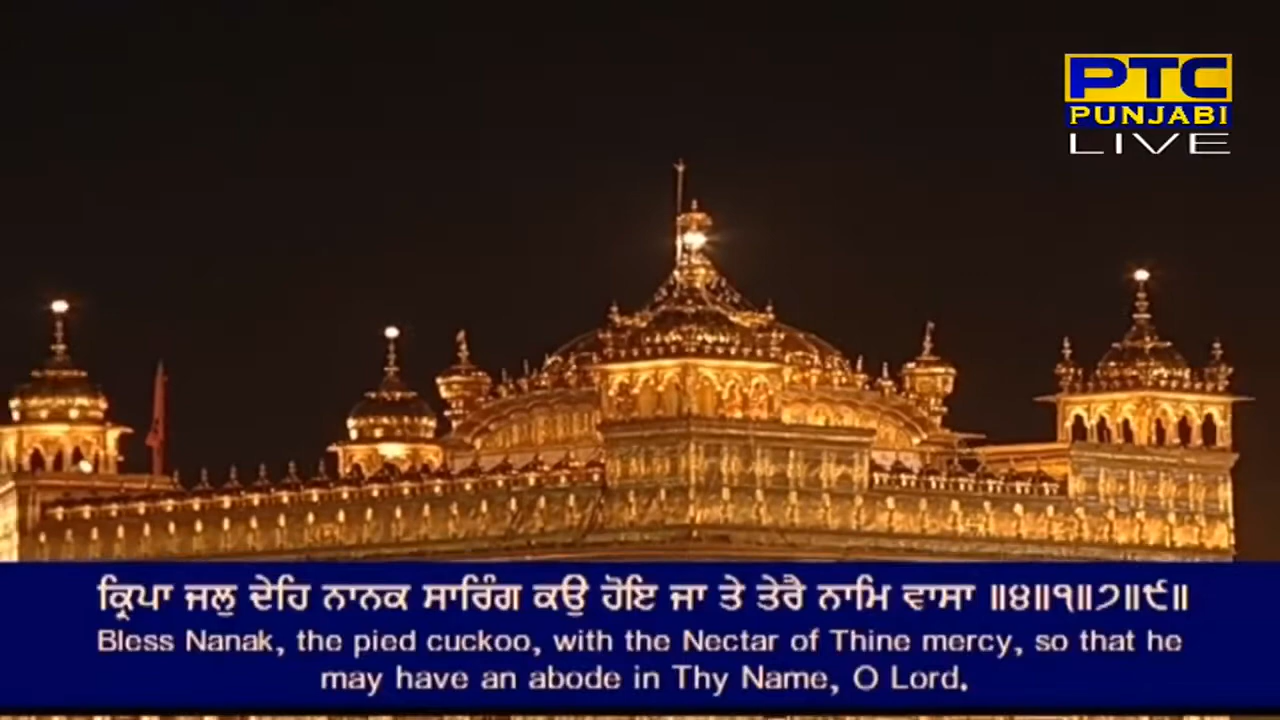 PTC
PUNJABI
LIVE
ਕ੍ਰਿਪਾ ਜਲੁ ਦੇਹਿ ਨਾਨਕ ਸਾਰਿੰਗ ਕਉ ਹੋਇ ਜਾ ਤੇ ਤੇਰੈ ਨਾਮਿ ਵਾਸਾ ॥੪॥੧॥੭॥੯॥
Bless Nanak, the pied cuckoo, with the Nectar of Thine mercy, so that he
may have an abode in Thy Name, O Lord.